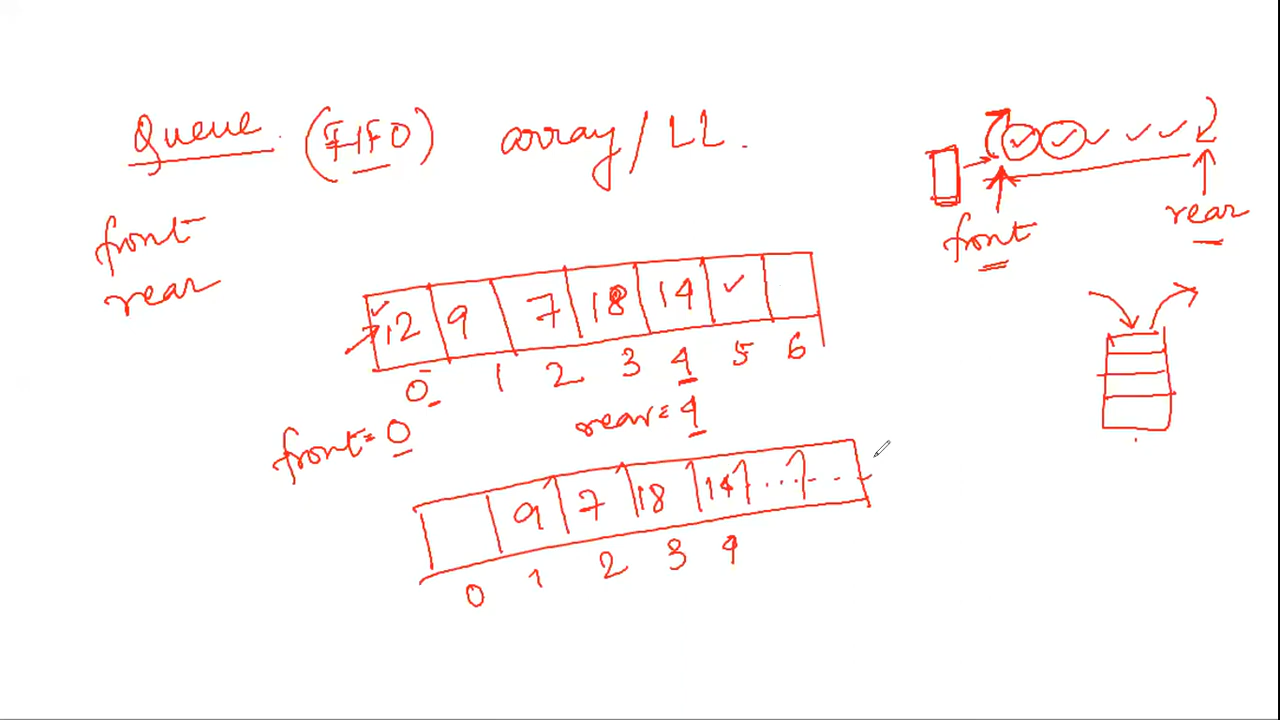 Queue. (FIFO) array/LL.
front
rear
front
rear
12 9 7 18 14
0 1 2 3 4 5 6
front=0
rear=4
9 7 18 14 ... ...
0 1 2 3 4